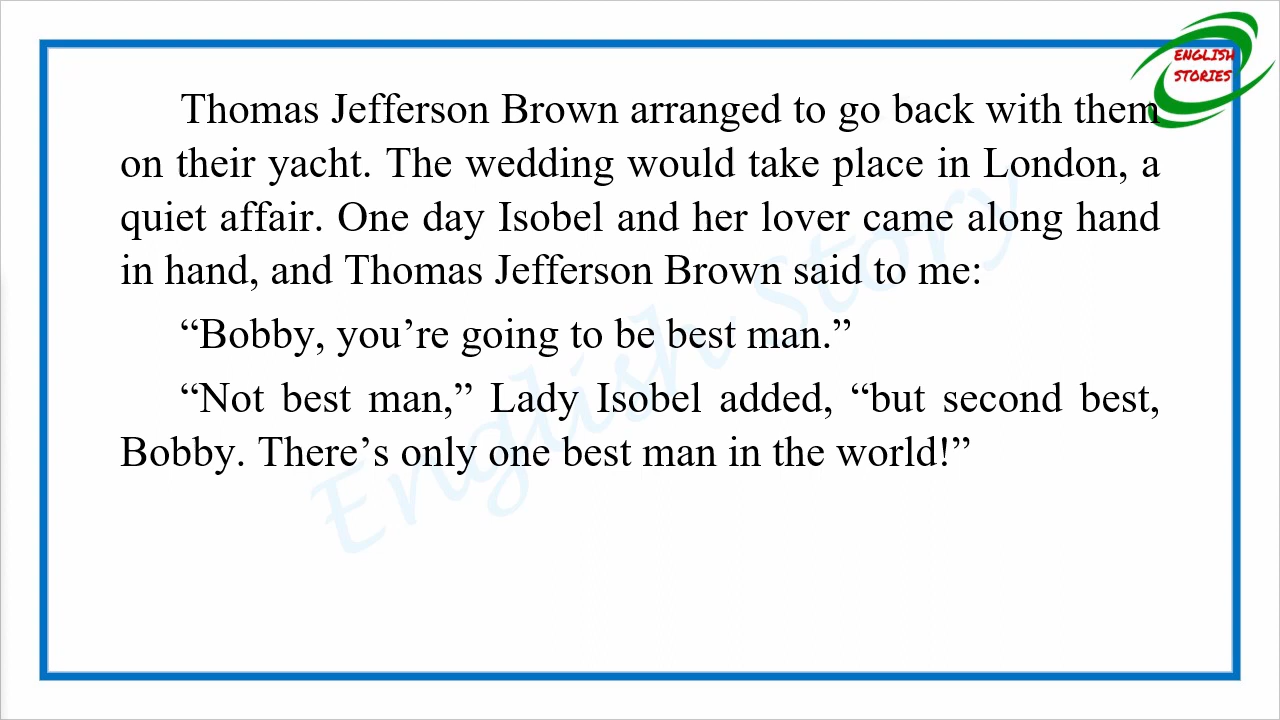 ENGLISH
STORIES
Thomas Jefferson Brown arranged to go back with them
on their yacht. The wedding would take place in London, a
quiet affair. One day Isobel and her lover came along hand
in hand, and Thomas Jefferson Brown said to me:
“Bobby, you’re going to be best man.”
“Not best man,” Lady Isobel added, “but second best,
Bobby. There’s only one best man in the world!”
English Story